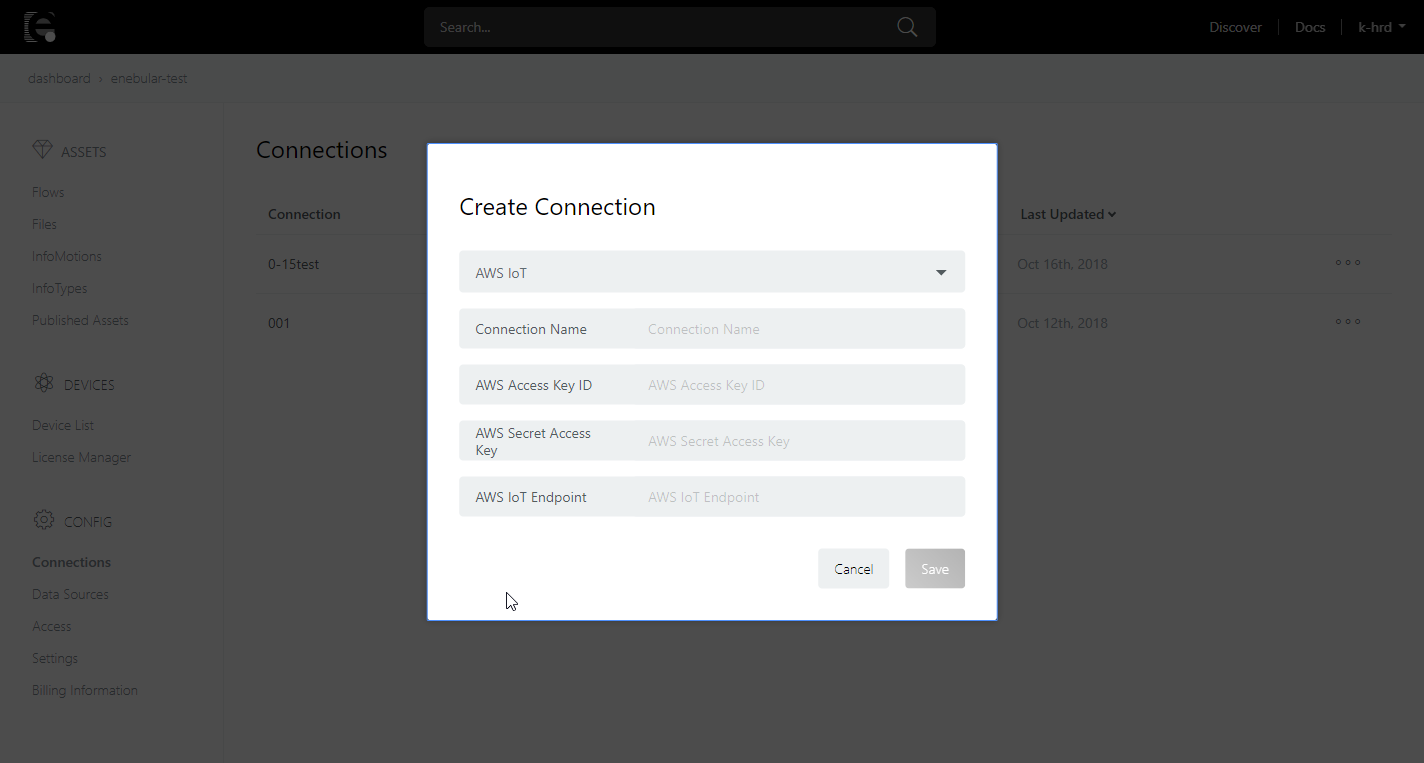 Search...
Discover
Docs
k-hrd
dashboard › enebular-test
ASSETS
Flows
Files
InfoMotions
InfoTypes
Published Assets
DEVICES
Device List
License Manager
CONFIG
Connections
Data Sources
Access
Settings
Billing Information
Connections
Connection
Last Updated
0-15test
Oct 16th, 2018
001
Oct 12th, 2018
Create Connection
AWS IoT
Connection Name
Connection Name
AWS Access Key ID
AWS Access Key ID
AWS Secret Access
Key
AWS Secret Access Key
AWS IoT Endpoint
AWS IoT Endpoint
Cancel
Save